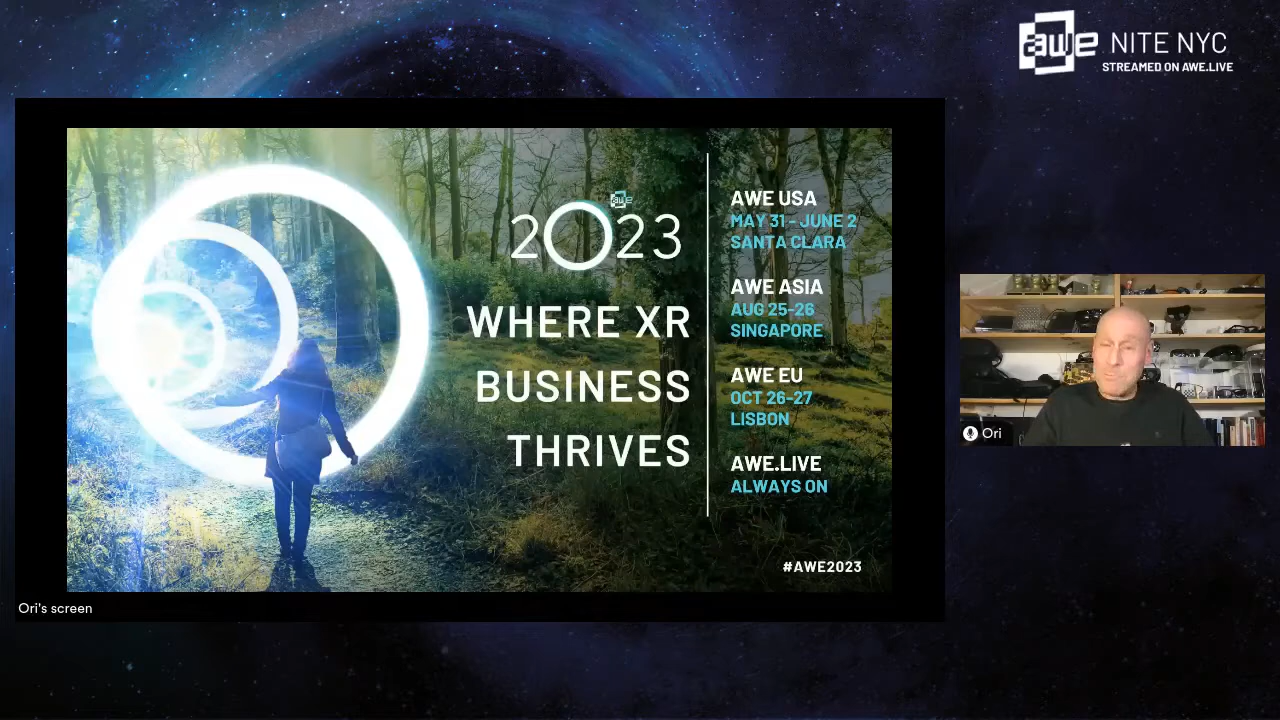 awe NITE NYC
STREAMED ON AWE.LIVE
awe
2023
WHERE XR
BUSINESS
THRIVES
AWE USA
MAY 31 - JUNE 2
SANTA CLARA
AWE ASIA
AUG 25-26
SINGAPORE
AWE EU
OCT 26-27
LISBON
AWE.LIVE
ALWAYS ON
#AWE2023
Ori
Ori's screen